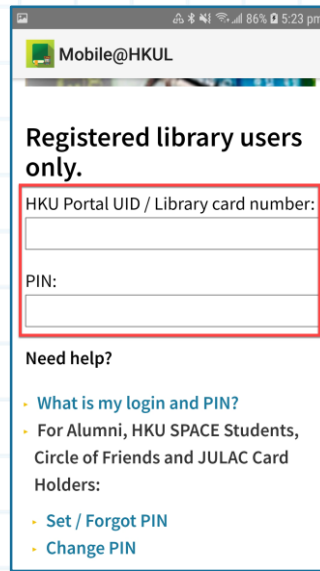 86% 5:23 pm
Mobile@HKUL
Registered library users
only.
HKU Portal UID / Library card number:
PIN:
Need help?
What is my login and PIN?
For Alumni, HKU SPACE Students,
Circle of Friends and JULAC Card
Holders:
Set / Forgot PIN
Change PIN